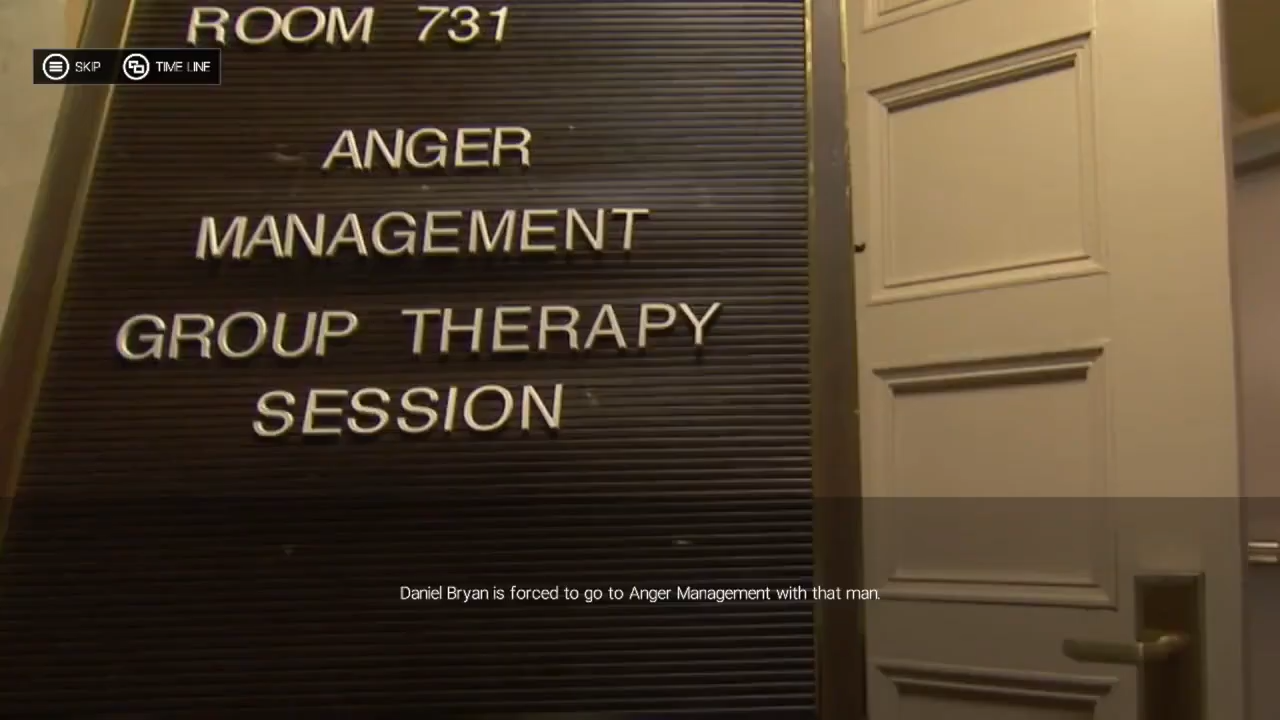 ROOM 731
SKIP TIME LINE
ANGER
MANAGEMENT
GROUP THERAPY
SESSION
Daniel Bryan is forced to go to Anger Management with that man.